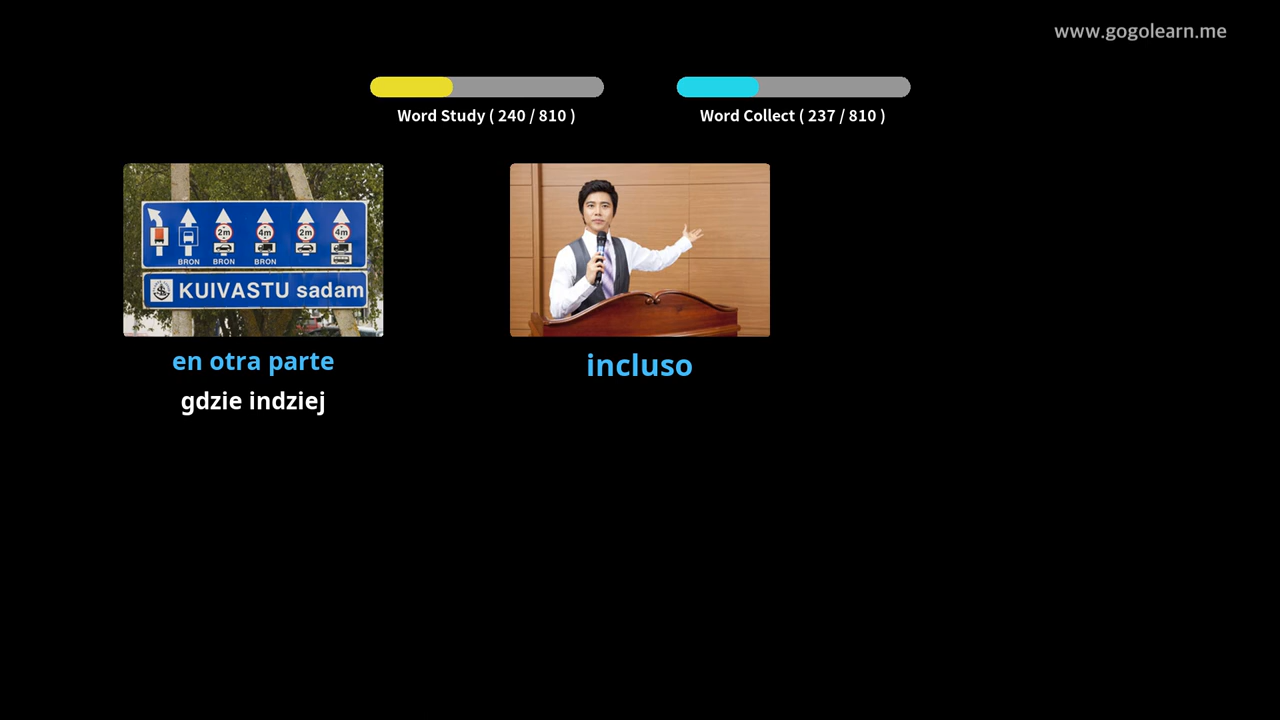 www.gogolearn.me
Word Study ( 240 / 810 )
Word Collect ( 237 / 810 )
2m
4m
2m
4m
BRON
BRON
BRON
KUIVASTU sadam
en otra parte
gdzie indziej
incluso